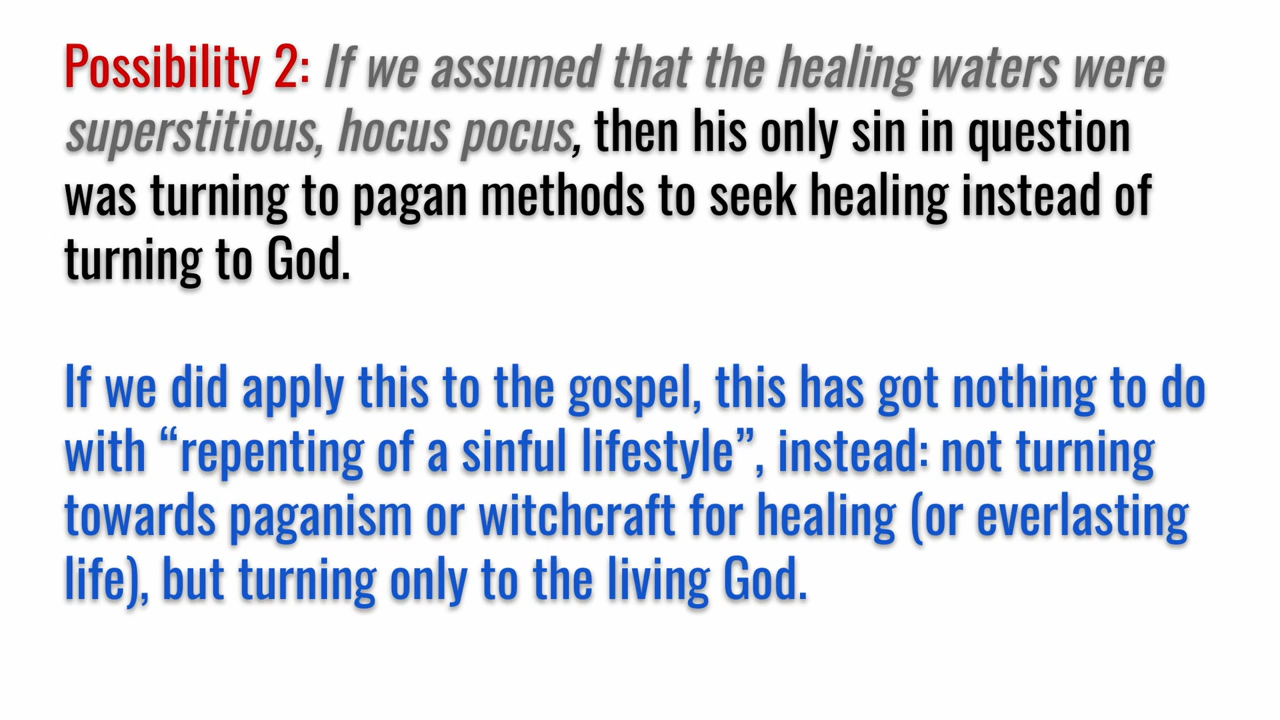 Possibility 2: If we assumed that the healing waters were
superstitious, hocus pocus, then his only sin in question
was turning to pagan methods to seek healing instead of
turning to God.
If we did apply this to the gospel, this has got nothing to do
with “repenting of a sinful lifestyle”, instead: not turning
towards paganism or witchcraft for healing (or everlasting
life), but turning only to the living God.